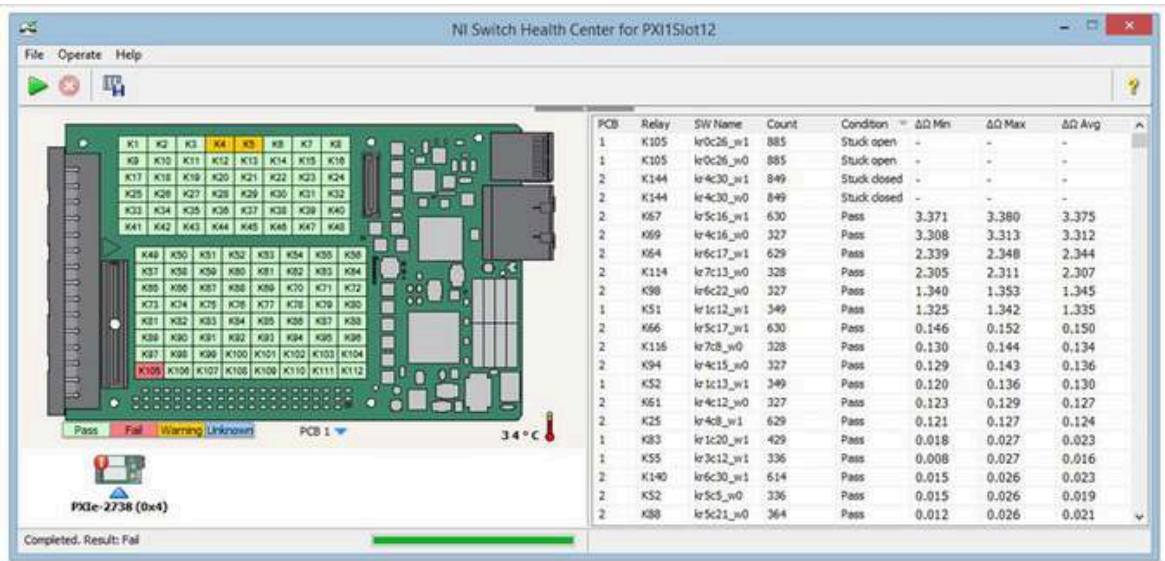 NI Switch Health Center for PXI1Slot12
File Operate Help
K1 K2 K3 K4 K5 K6 K7 K8
K9 K10 K11 K12 K13 K14 K15 K16
K17 K18 K19 K20 K21 K22 K23 K24
K25 K26 K27 K28 K29 K30 K31 K32
K33 K34 K35 K36 K37 K38 K39 K40
K41 K42 K43 K44 K45 K46 K47 K48
K49 K50 K51 K52 K53 K54 K55 K56
K57 K58 K59 K60 K61 K62 K63 K64
K65 K66 K67 K68 K69 K70 K71 K72
K73 K74 K75 K76 K77 K78 K79 K80
K81 K82 K83 K84 K85 K86 K87 K88
K89 K90 K91 K92 K93 K94 K95 K96
K97 K98 K99 K100 K101 K102 K103 K104
K105 K106 K107 K108 K109 K110 K111 K112
Pass Fail Warning Unknown PCB 1
34°C
PXIe-2738 (0x4)
PCB Relay SW Name Count Condition ΔΩ Min ΔΩ Max ΔΩ Avg
1 K105 kr0c26_w1 885 Stuck open - - -
1 K105 kr0c26_w0 885 Stuck open - - -
2 K144 kr4c30_w1 849 Stuck closed - - -
2 K144 kr4c30_w0 849 Stuck closed - - -
2 K67 kr5c16_w1 630 Pass 3.371 3.380 3.375
2 K69 kr4c16_w0 327 Pass 3.308 3.313 3.312
2 K64 kr6c17_w1 629 Pass 2.339 2.348 2.344
2 K114 kr7c13_w0 328 Pass 2.305 2.311 2.307
2 K98 kr6c22_w0 327 Pass 1.340 1.353 1.345
1 K51 kr1c12_w1 349 Pass 1.325 1.342 1.335
2 K66 kr5c17_w1 630 Pass 0.146 0.152 0.150
2 K116 kr7c8_w0 328 Pass 0.130 0.144 0.134
2 K94 kr4c15_w0 327 Pass 0.129 0.143 0.136
1 K52 kr1c13_w1 349 Pass 0.120 0.136 0.130
2 K61 kr4c12_w0 327 Pass 0.123 0.129 0.127
2 K25 kr4c8_w1 629 Pass 0.121 0.127 0.124
1 K83 kr1c20_w1 429 Pass 0.018 0.027 0.023
1 K55 kr3c12_w1 336 Pass 0.008 0.027 0.016
2 K140 kr6c30_w1 614 Pass 0.015 0.026 0.023
2 K52 kr5c5_w0 336 Pass 0.015 0.026 0.019
2 K88 kr5c21_w0 364 Pass 0.012 0.026 0.021
Completed. Result: Fail